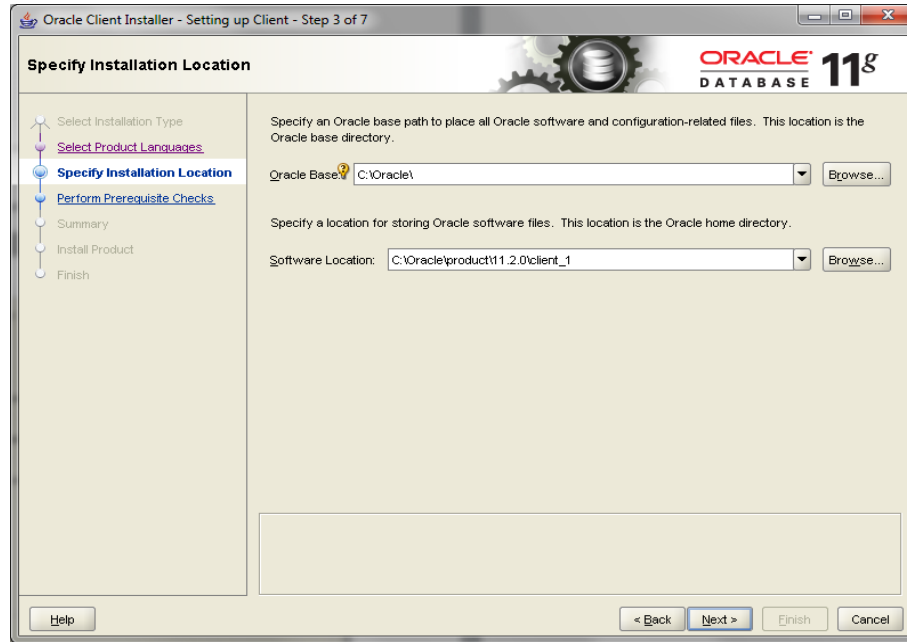 Oracle Client Installer - Setting up Client - Step 3 of 7
Specify Installation Location
ORACLE
DATABASE
11g
Select Installation Type
Select Product Languages
Specify Installation Location
Perform Prerequisite Checks
Summary
Install Product
Finish
Specify an Oracle base path to place all Oracle software and configuration-related files. This location is the
Oracle base directory.
Oracle Base: C:\Oracle\ Browse...
Specify a location for storing Oracle software files. This location is the Oracle home directory.
Software Location: C:\Oracle\product\11.2.0\client_1 Browse...
Help < Back Next > Finish Cancel